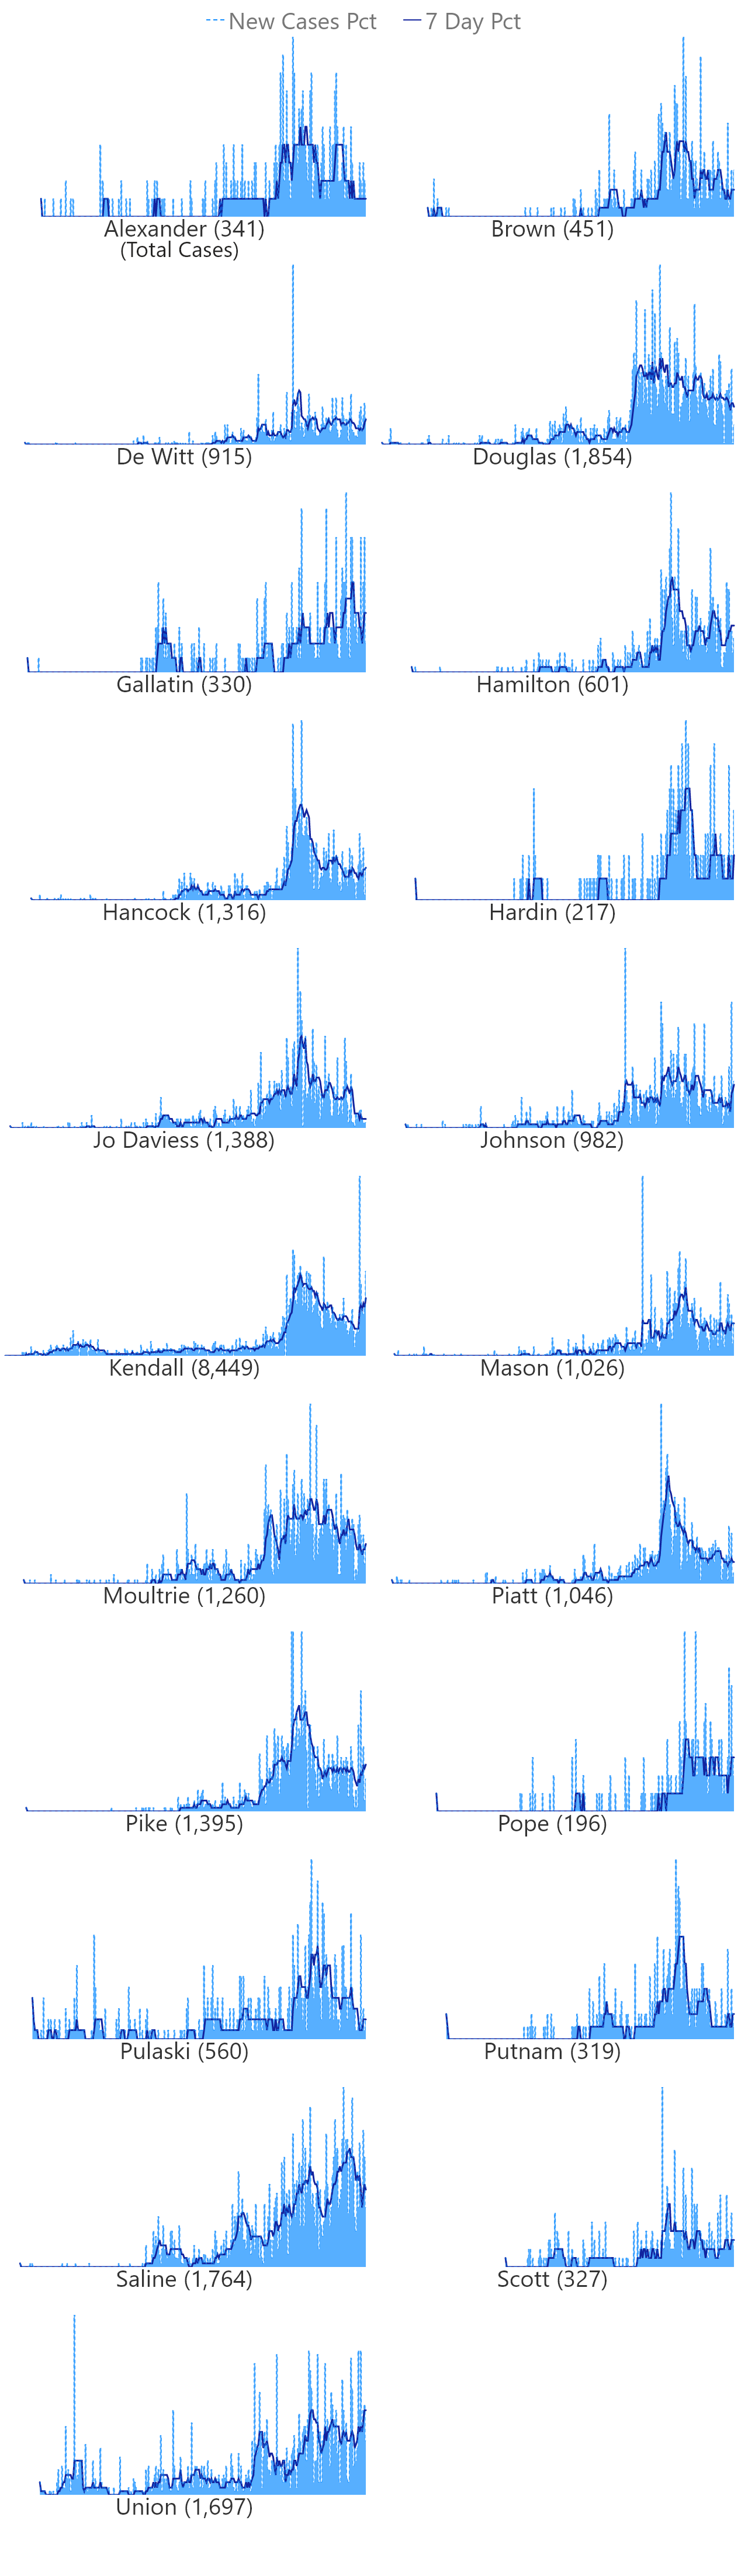 New Cases Pct 7 Day Pct
Alexander (341) Brown (451)
(Total Cases)
De Witt (915) Douglas (1,854)
Gallatin (330) Hamilton (601)
Hancock (1,316) Hardin (217)
Jo Daviess (1,388) Johnson (982)
Kendall (8,449) Mason (1,026)
Moultrie (1,260) Piatt (1,046)
Pike (1,395) Pope (196)
Pulaski (560) Putnam (319)
Saline (1,764) Scott (327)
Union (1,697)